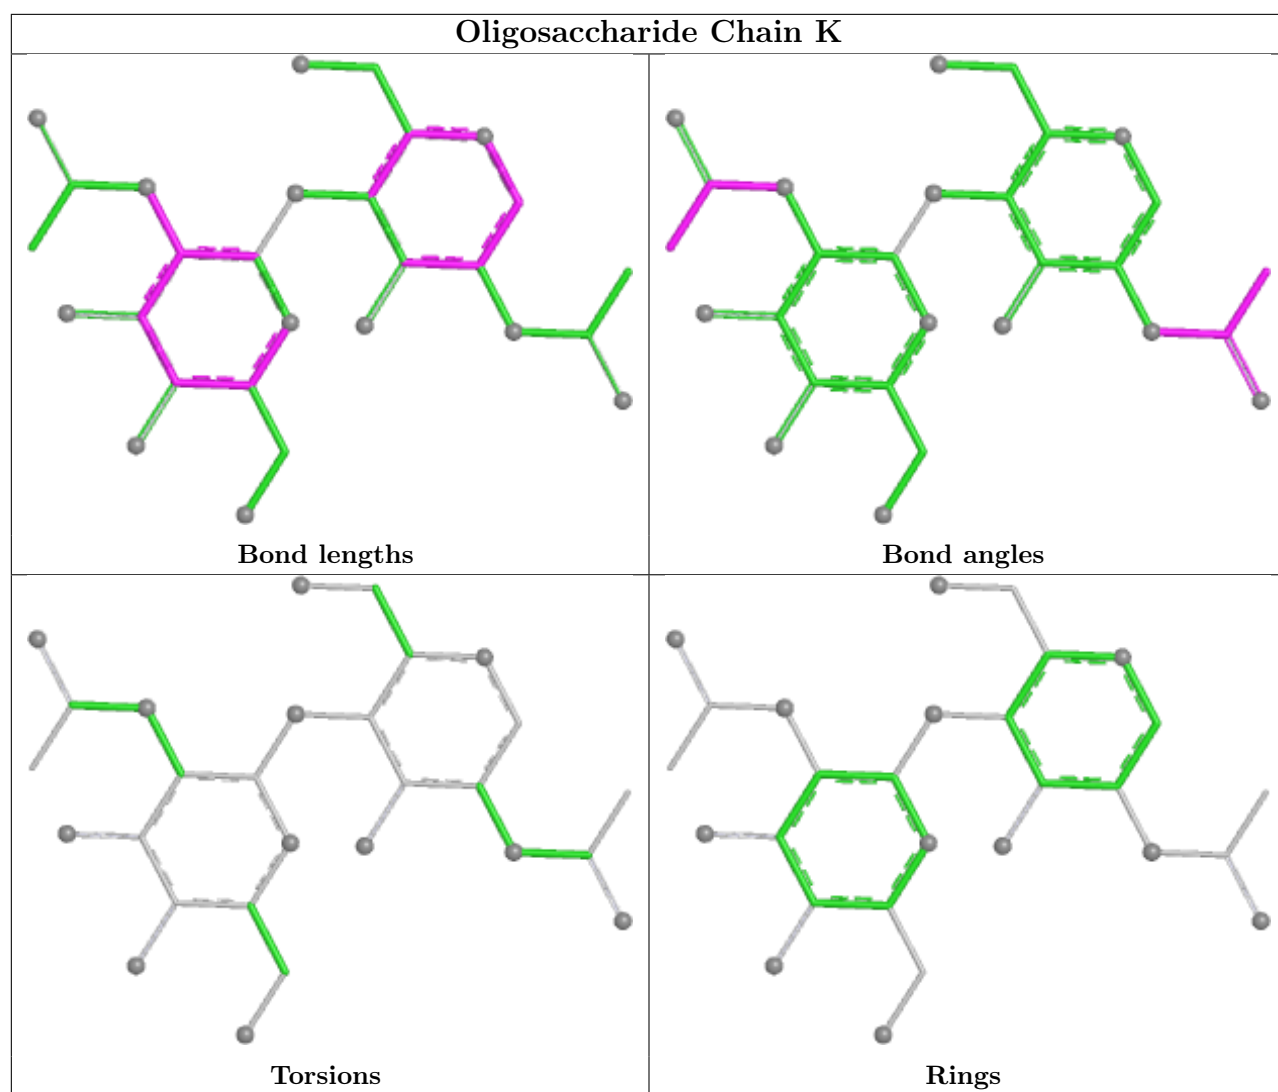 Oligosaccharide Chain K
Bond lengths
Bond angles
Torsions
Rings